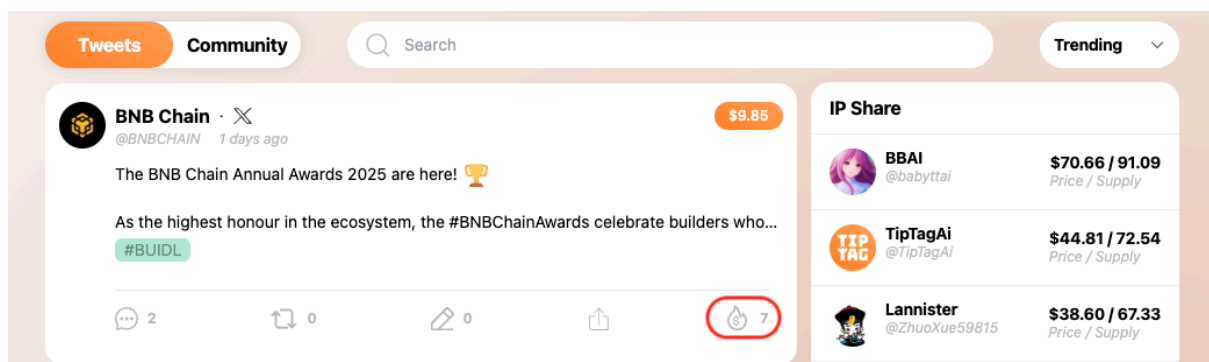 Tweets Community Search Trending
BNB Chain · X $9.85
@BNBCHAIN 1 days ago
The BNB Chain Annual Awards 2025 are here!
As the highest honour in the ecosystem, the #BNBChainAwards celebrate builders who...
#BUIDL
2 0 0 $ 7
IP Share
BBAI $70.66 / 91.09
@babyttai Price / Supply
TIP TAG TipTagAi $44.81 / 72.54
@TipTagAi Price / Supply
Lannister $38.60 / 67.33
@ZhuoXue59815 Price / Supply